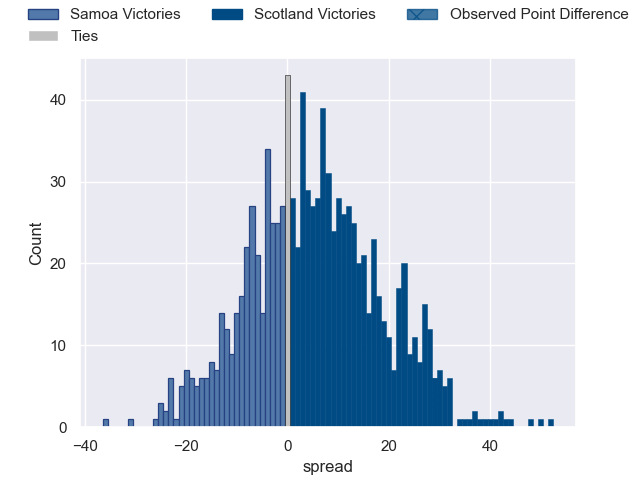 Samoa Victories
Scotland Victories
Observed Point Difference
Ties
Count
40
30
20
10
0
−40
−20
0
20
40
spread